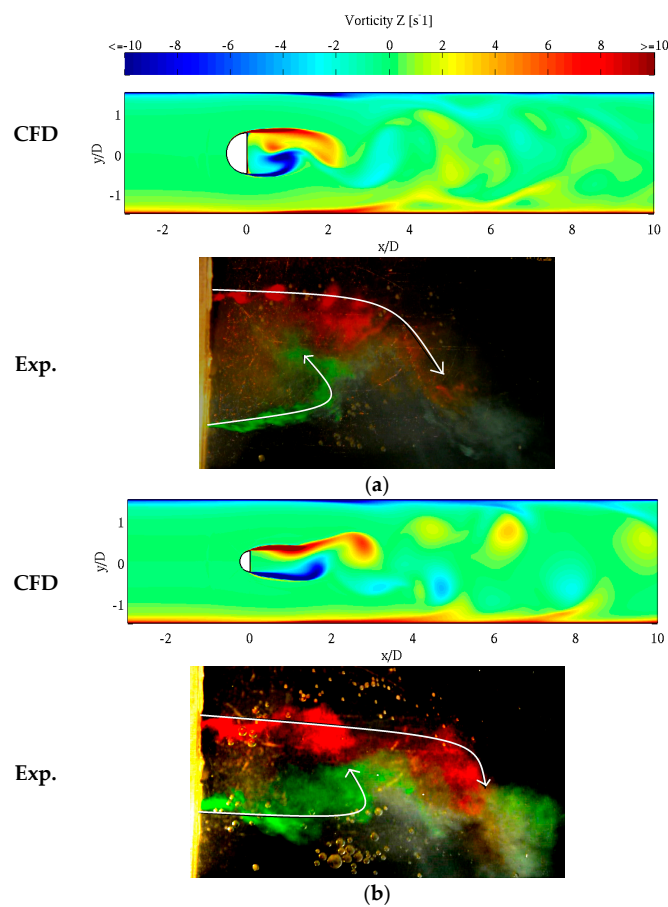 Vorticity Z [s^-1]
<=-10 -8 -6 -4 -2 0 2 4 6 8 >=10
CFD
y/D
1
0
-1
-2 0 2 4 6 8 10
x/D
Exp.
(a)
CFD
y/D
1
0
-1
-2 0 2 4 6 8 10
x/D
Exp.
(b)